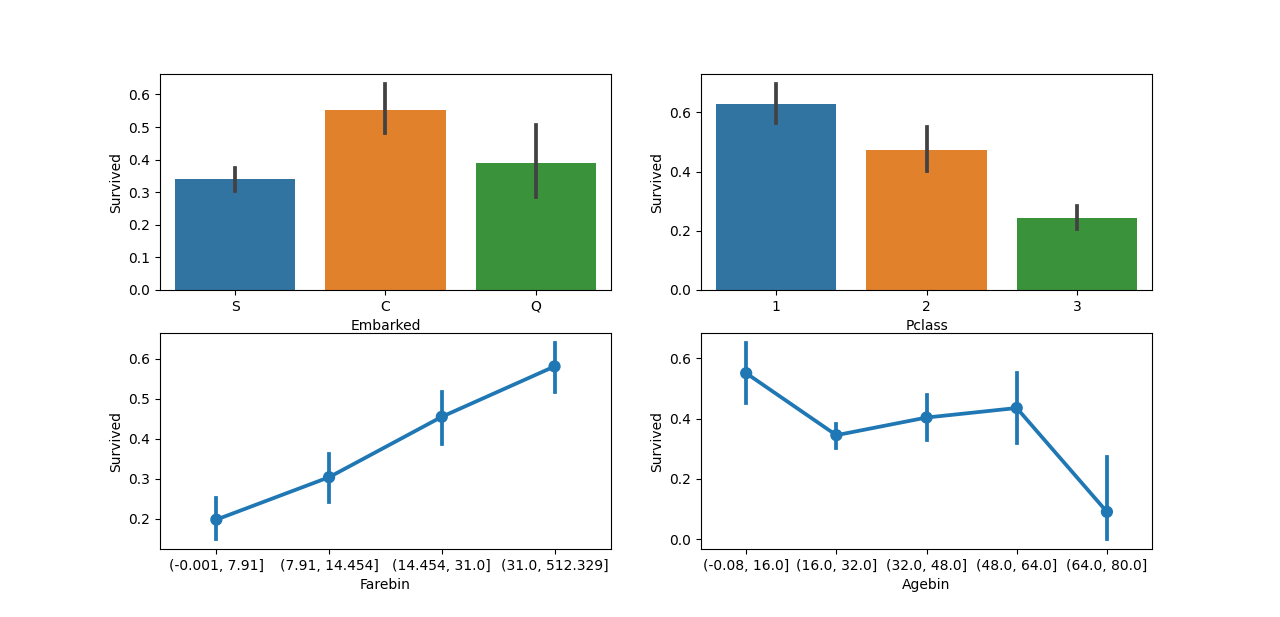 Survived
0.6
0.5
0.4
0.3
0.2
0.1
0.0
S C Q
Embarked
Survived
0.6
0.4
0.2
0.0
1 2 3
Pclass
Survived
0.6
0.5
0.4
0.3
0.2
(-0.001, 7.91] (7.91, 14.454] (14.454, 31.0] (31.0, 512.329]
Farebin
Survived
0.6
0.4
0.2
0.0
(-0.08, 16.0] (16.0, 32.0] (32.0, 48.0] (48.0, 64.0] (64.0, 80.0]
Agebin